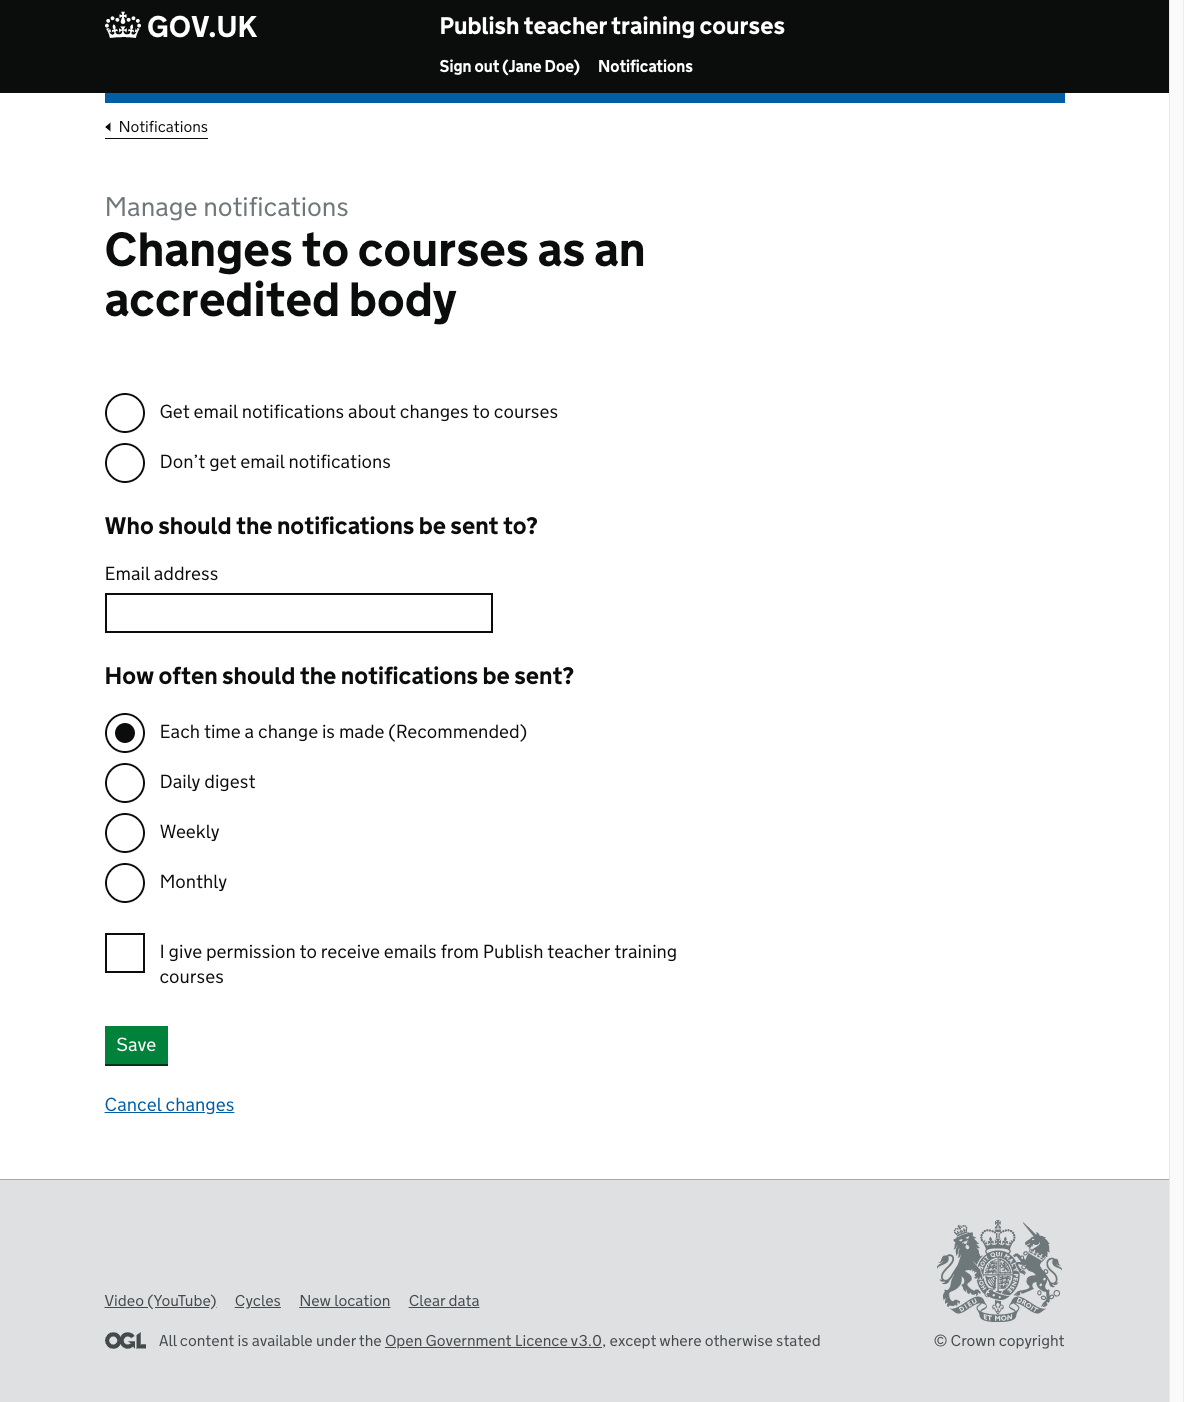 GOV.UK
Publish teacher training courses
Sign out (Jane Doe) Notifications
Notifications
Manage notifications
Changes to courses as an
accredited body
Get email notifications about changes to courses
Don’t get email notifications
Who should the notifications be sent to?
Email address
How often should the notifications be sent?
Each time a change is made (Recommended)
Daily digest
Weekly
Monthly
I give permission to receive emails from Publish teacher training
courses
Save
Cancel changes
Video (YouTube) Cycles New location Clear data
OGL All content is available under the Open Government Licence v3.0, except where otherwise stated
© Crown copyright